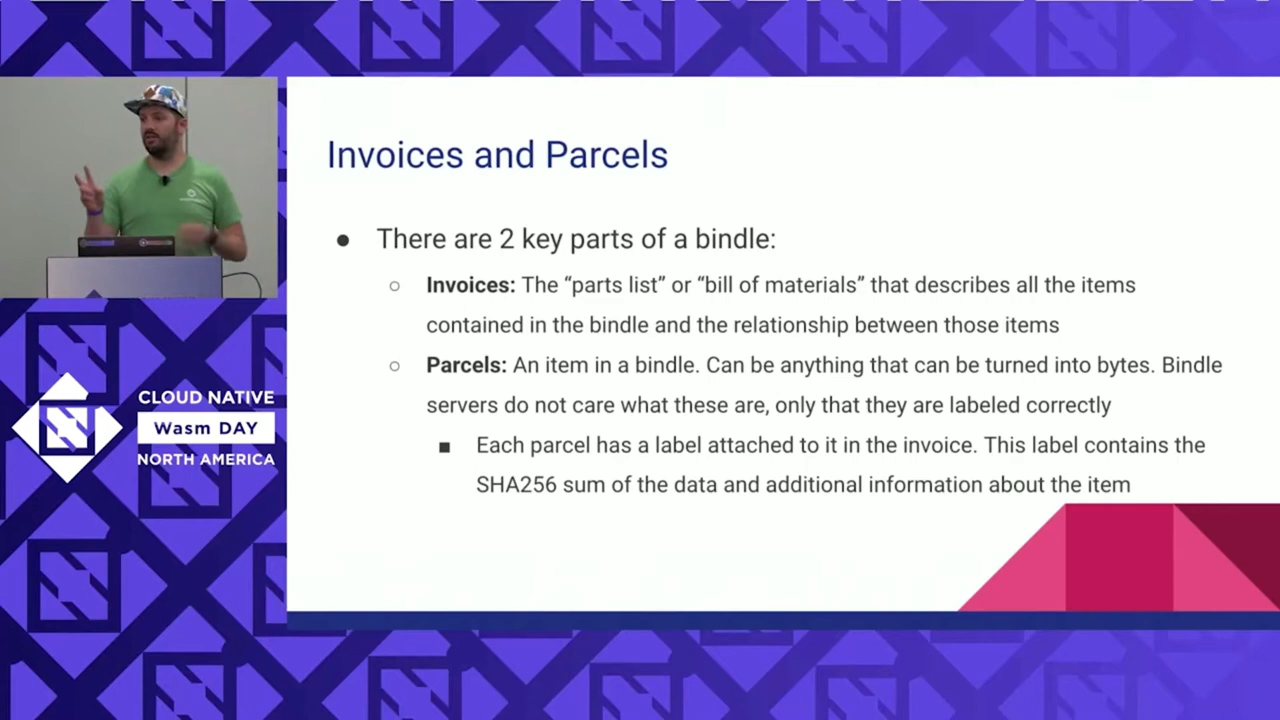 Invoices and Parcels
● There are 2 key parts of a bindle:
○ Invoices: The “parts list” or “bill of materials” that describes all the items
contained in the bindle and the relationship between those items
○ Parcels: An item in a bindle. Can be anything that can be turned into bytes. Bindle
servers do not care what these are, only that they are labeled correctly
■ Each parcel has a label attached to it in the invoice. This label contains the
SHA256 sum of the data and additional information about the item
CLOUD NATIVE
Wasm DAY
NORTH AMERICA